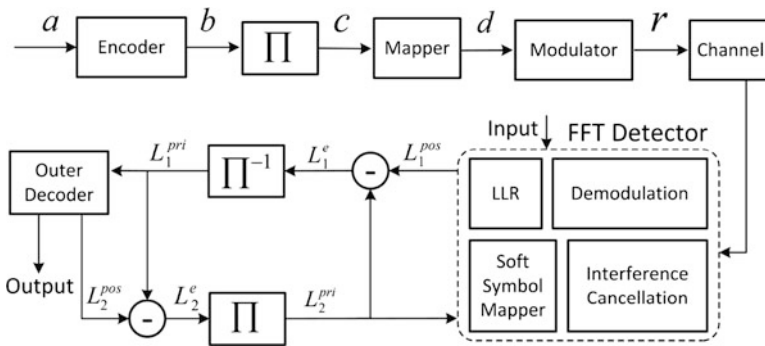 a
Encoder
b
∏
c
Mapper
d
Modulator
r
Channel
Input
FFT Detector
Outer
Decoder
L_1^{pri}
∏^{-1}
L_1^e
-
L_1^{pos}
LLR
Demodulation
Soft
Symbol
Mapper
Interference
Cancellation
Output
L_2^{pos}
-
L_2^e
∏
L_2^{pri}